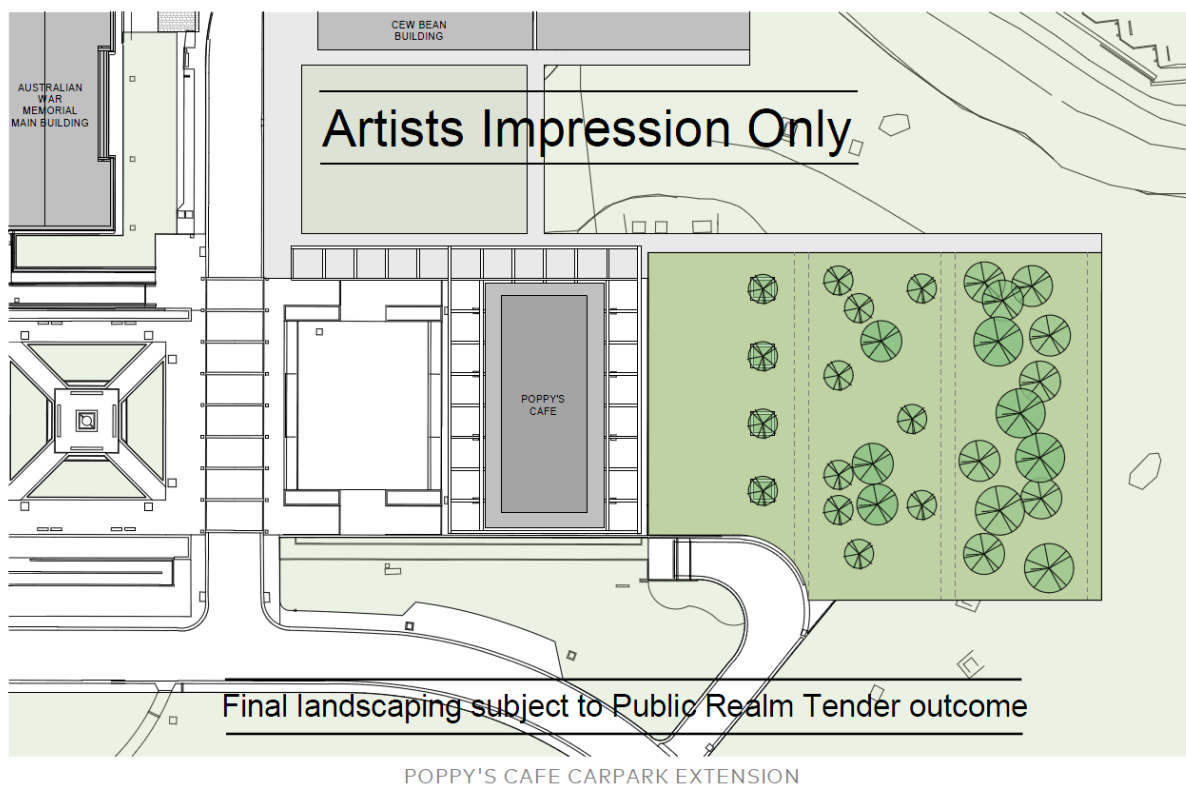 CEW BEAN
BUILDING
AUSTRALIAN
WAR
MEMORIAL
MAIN BUILDING
Artists Impression Only
POPPY'S
CAFE
Final landscaping subject to Public Realm Tender outcome
POPPY'S CAFE CARPARK EXTENSION